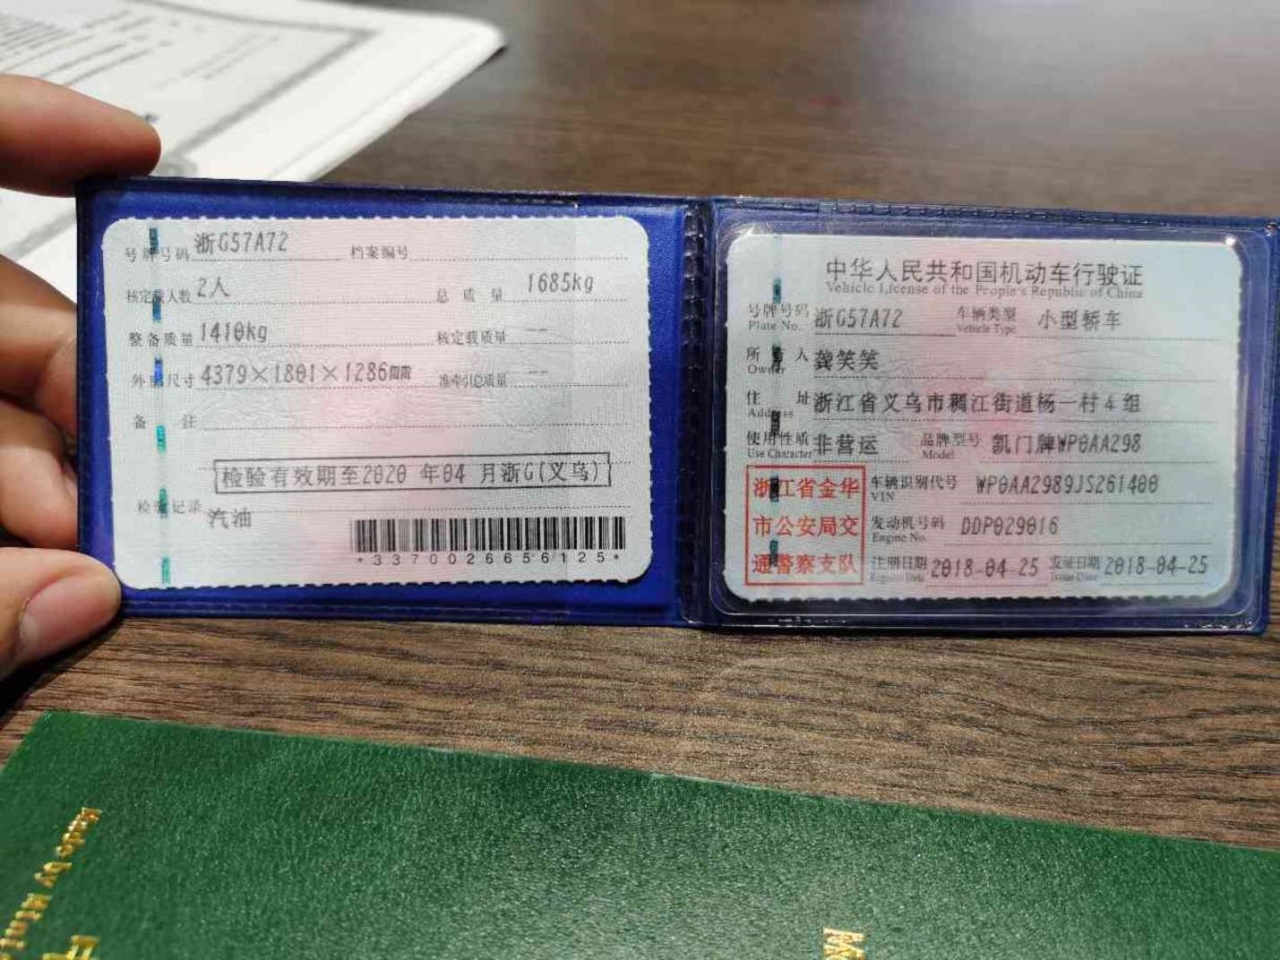 号牌号码 浙G57A72 档案编号
核定载人数 2人 总质量 1685kg
整备质量 1410kg 核定载质量 --
外廓尺寸 4379×1801×1286mm 准牵引总质量 --
备注
检验有效期至2020 年04 月浙G(义乌)
检验记录 汽油
*3370026656125*
中华人民共和国机动车行驶证
Vehicle License of the People's Republic of China
号牌号码 浙G57A72 车辆类型 小型轿车
Plate No. Vehicle Type
所有人 龚笑笑
Owner
住址 浙江省义乌市稠江街道杨一村4组
Address
使用性质 非营运 品牌型号 凯门牌WP0AA298
Use Character Model
车辆识别代号 WP0AA2989JS261400
VIN
发动机号码 DDP029016
Engine No.
注册日期 2018-04-25 发证日期 2018-04-25
Register Date Issue Date
浙江省金华
市公安局交
通警察支队
Made by Mini
M